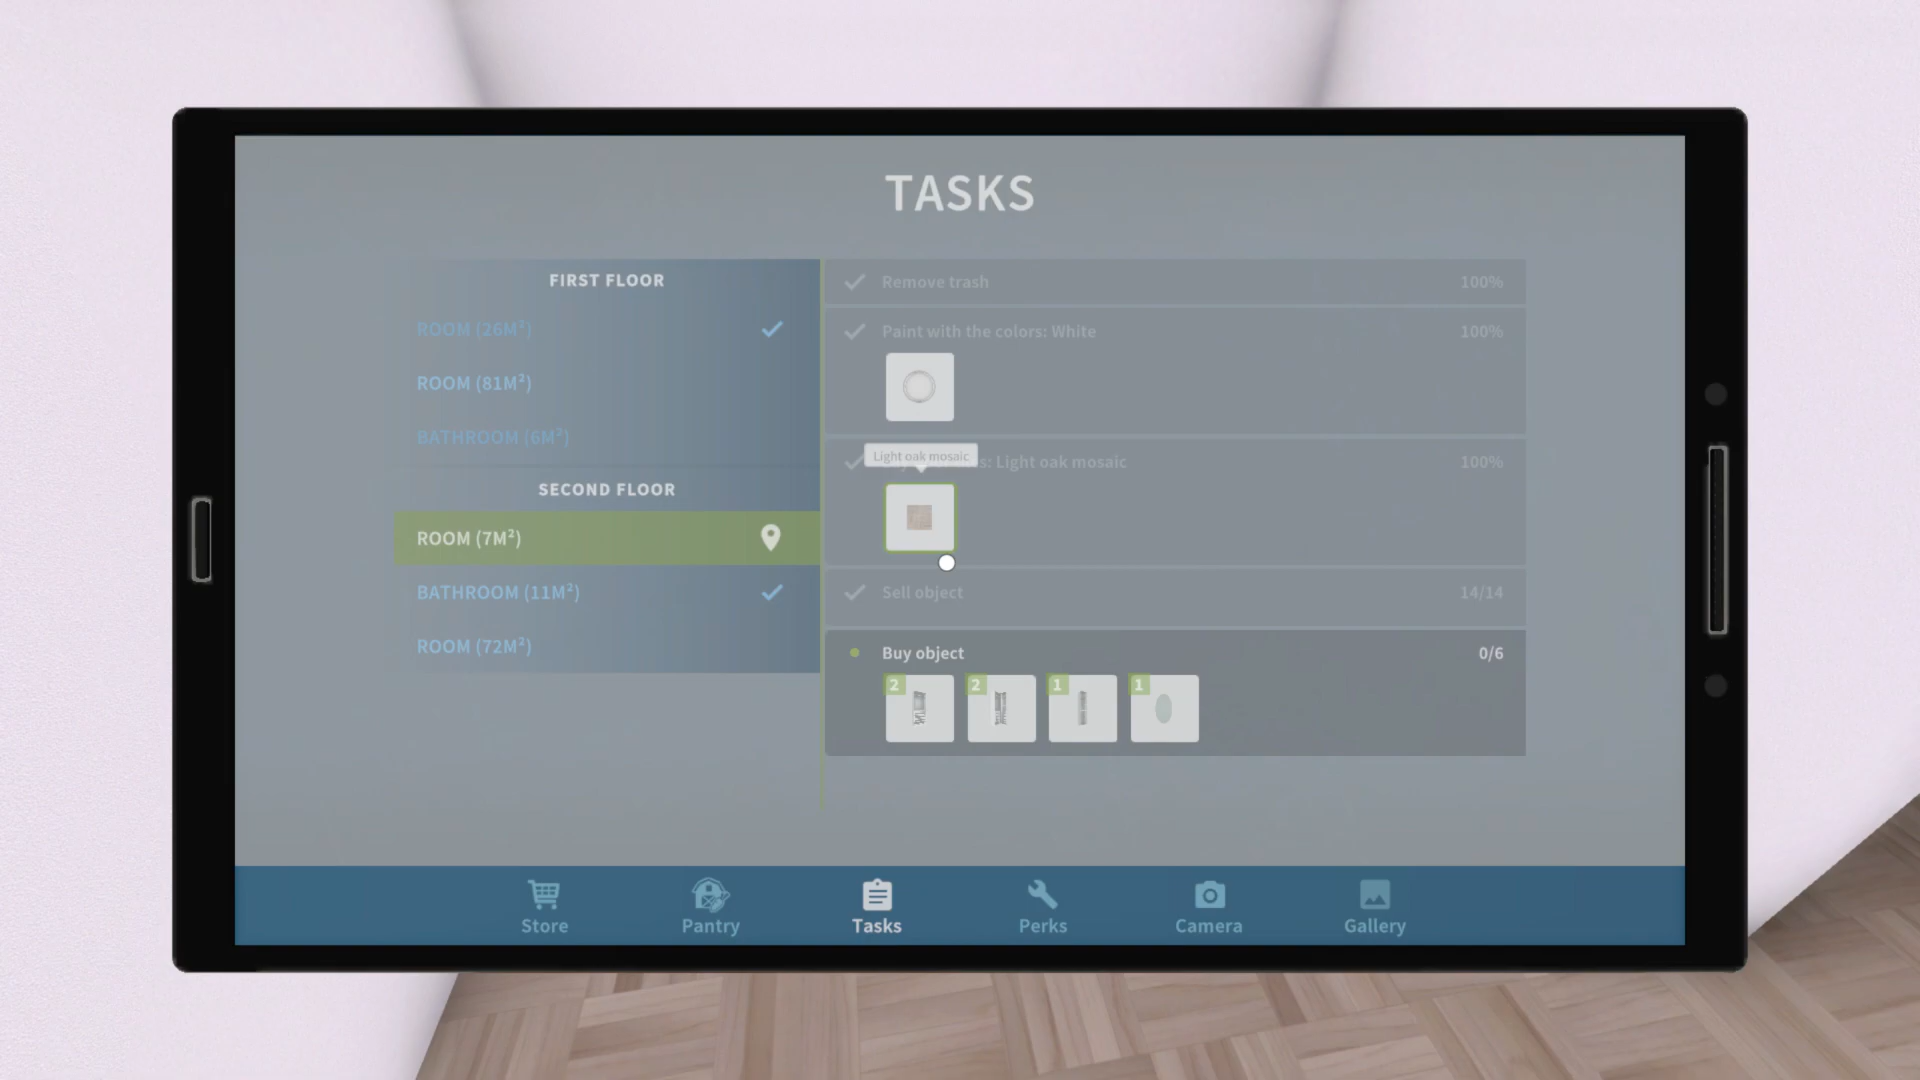 TASKS
FIRST FLOOR
ROOM (26M²)
ROOM (81M²)
BATHROOM (6M²)
SECOND FLOOR
ROOM (7M²)
BATHROOM (11M²)
ROOM (72M²)
Remove trash 100%
Paint with the colors: White 100%
Light oak mosaic
: Light oak mosaic 100%
Sell object 14/14
Buy object 0/6
2 2 1 1
Store Pantry Tasks Perks Camera Gallery